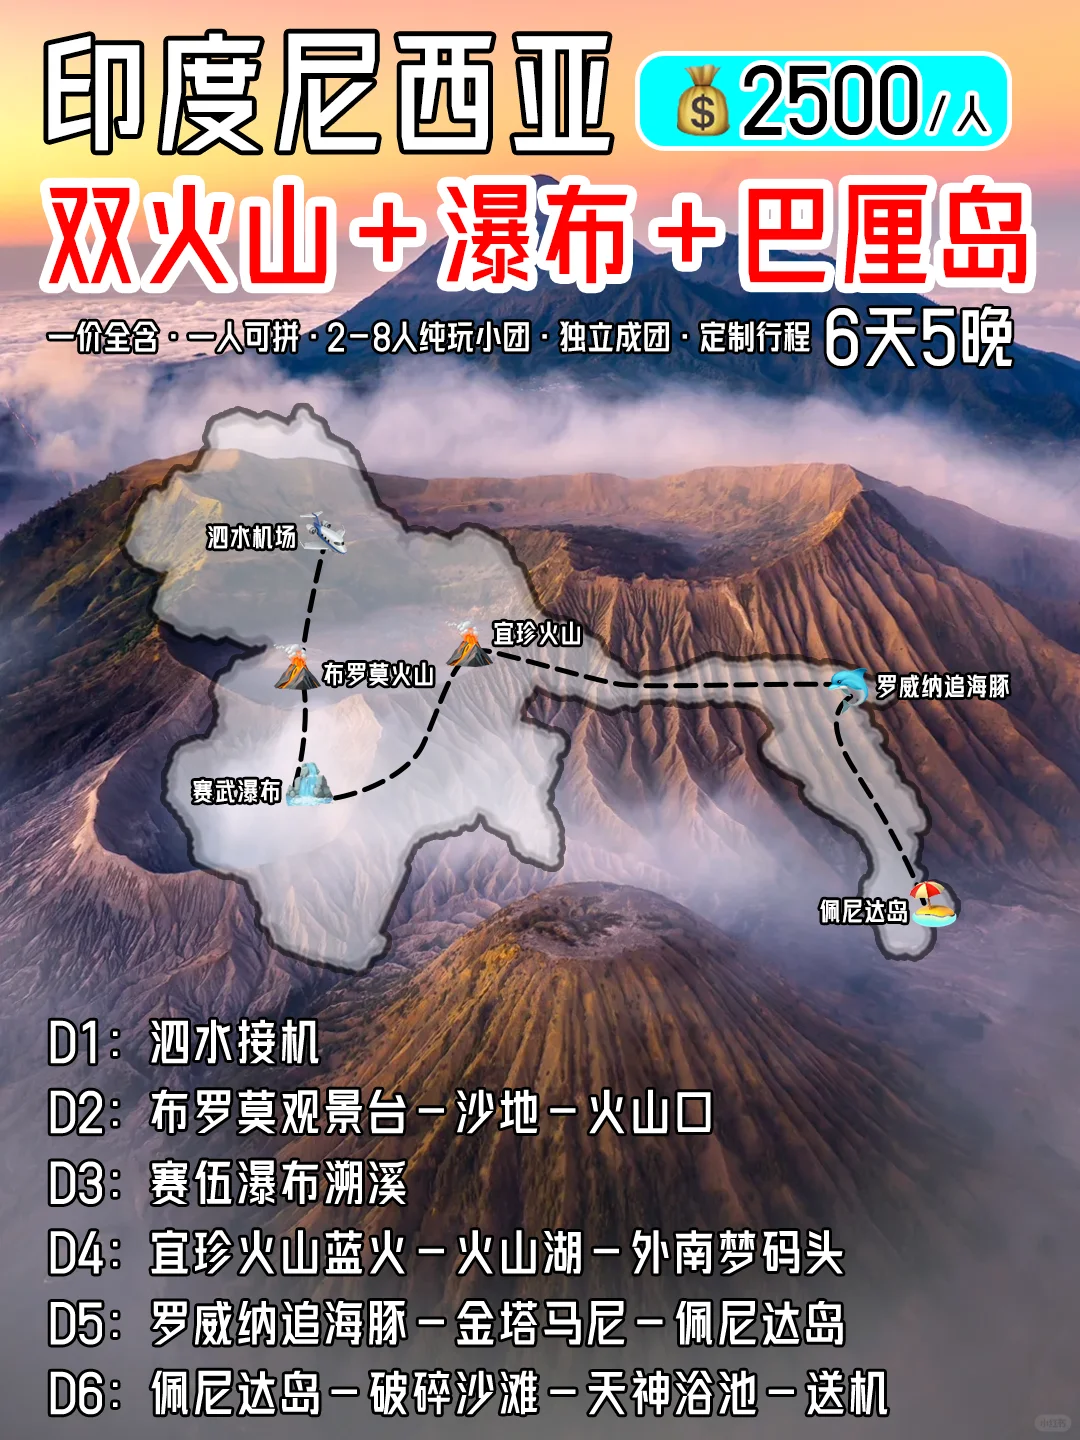 印度尼西亚
2500/人
双火山+瀑布+巴厘岛
一价全含·一人可拼·2-8人纯玩小团·独立成团·定制行程 6天5晚
泗水机场
宜珍火山
布罗莫火山
罗威纳追海豚
赛武瀑布
佩尼达岛
D1：泗水接机
D2：布罗莫观景台-沙地-火山口
D3：赛伍瀑布溯溪
D4：宜珍火山蓝火-火山湖-外南梦码头
D5：罗威纳追海豚-金塔马尼-佩尼达岛
D6：佩尼达岛-破碎沙滩-天神浴池-送机
小红书